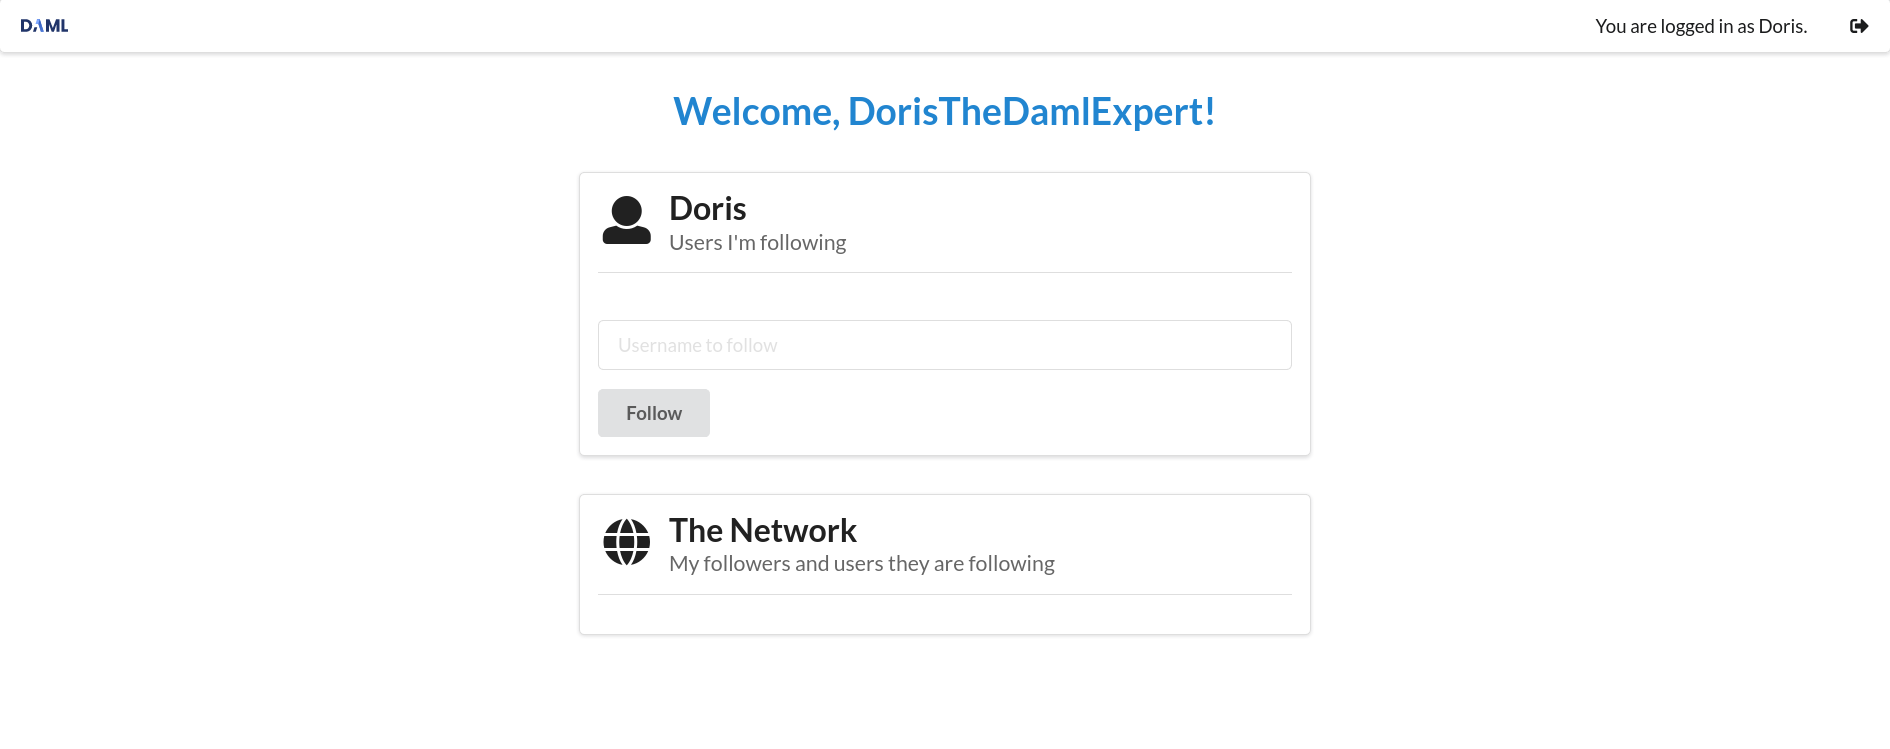 DAML
You are logged in as Doris.
Welcome, DorisTheDamlExpert!
Doris
Users I'm following
Username to follow
Follow
The Network
My followers and users they are following